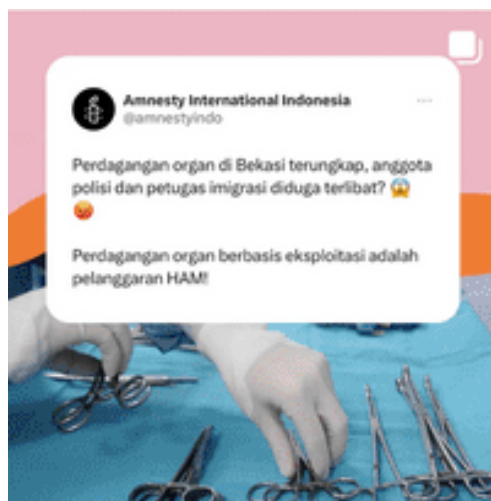 Amnesty International Indonesia
@amnestyindo
Perdagangan organ di Bekasi terungkap, anggota
polisi dan petugas imigrasi diduga terlibat? 😱
😡
Perdagangan organ berbasis eksploitasi adalah
pelanggaran HAM!